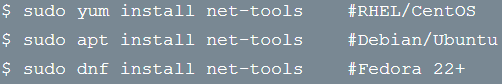 $ sudo yum install net-tools    #RHEL/CentOS
$ sudo apt install net-tools    #Debian/Ubuntu
$ sudo dnf install net-tools    #Fedora 22+